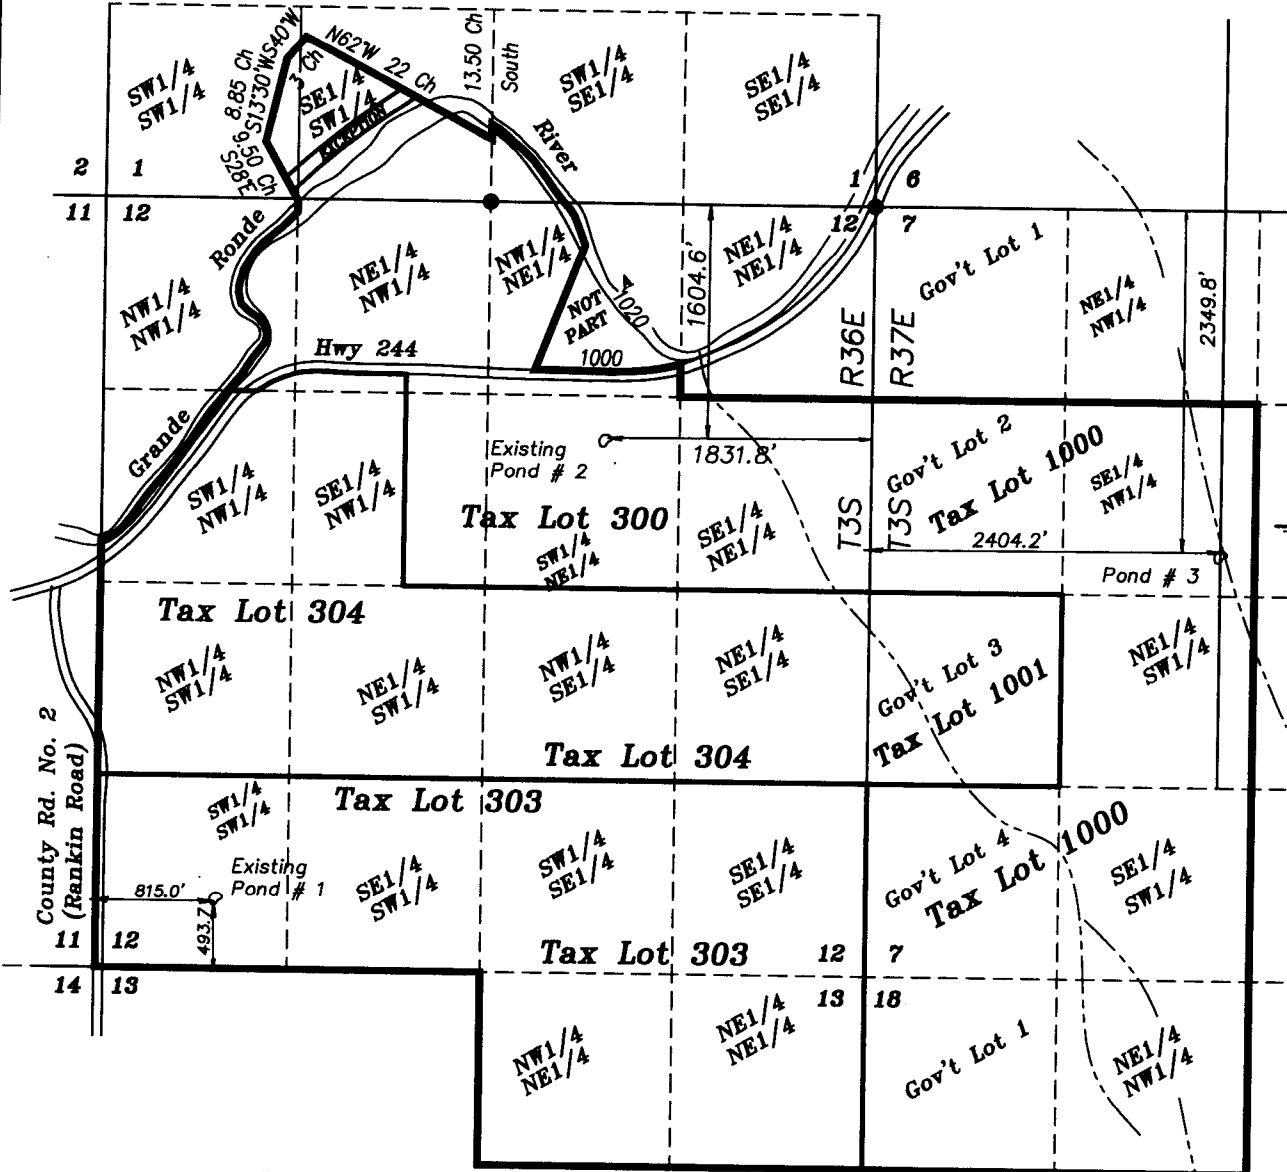 SW1/4
SW1/4
8.85 Ch
S13°30'W
S40°W
3 Ch
N62°W 22 Ch
13.50 Ch
South
SW1/4
SE1/4
SE1/4
SE1/4
SE1/4
SW1/4
EXCEPTION
9.50 Ch
S28°E
River
2 1
11 12
1 6
12 7
Ronde
NW1/4
NW1/4
NE1/4
NW1/4
NW1/4
NE1/4
NE1/4
NE1/4
1604.6'
Gov't Lot 1
NE1/4
NW1/4
2349.8'
NOT
PART
A
1020
1000
R36E
R37E
Hwy 244
Grande
Existing
Pond # 2
1831.8'
Gov't Lot 2
Tax Lot 1000
SE1/4
NW1/4
SW1/4
NW1/4
SE1/4
NW1/4
Tax Lot 300
SW1/4
NE1/4
SE1/4
NE1/4
T3S
T3S
2404.2'
Pond # 3
Tax Lot 304
NW1/4
SW1/4
NE1/4
SW1/4
NW1/4
SE1/4
NE1/4
SE1/4
Gov't Lot 3
Tax Lot 1001
NE1/4
SW1/4
Tax Lot 304
County Rd. No. 2
(Rankin Road)
Tax Lot 303
SW1/4
SW1/4
Existing
Pond # 1
815.0'
493.71
SE1/4
SW1/4
SW1/4
SE1/4
SE1/4
SE1/4
Gov't Lot 4
Tax Lot 1000
SE1/4
SW1/4
11 12
14 13
Tax Lot 303
12 7
13 18
NW1/4
NE1/4
NE1/4
NE1/4
Gov't Lot 1
NE1/4
NW1/4